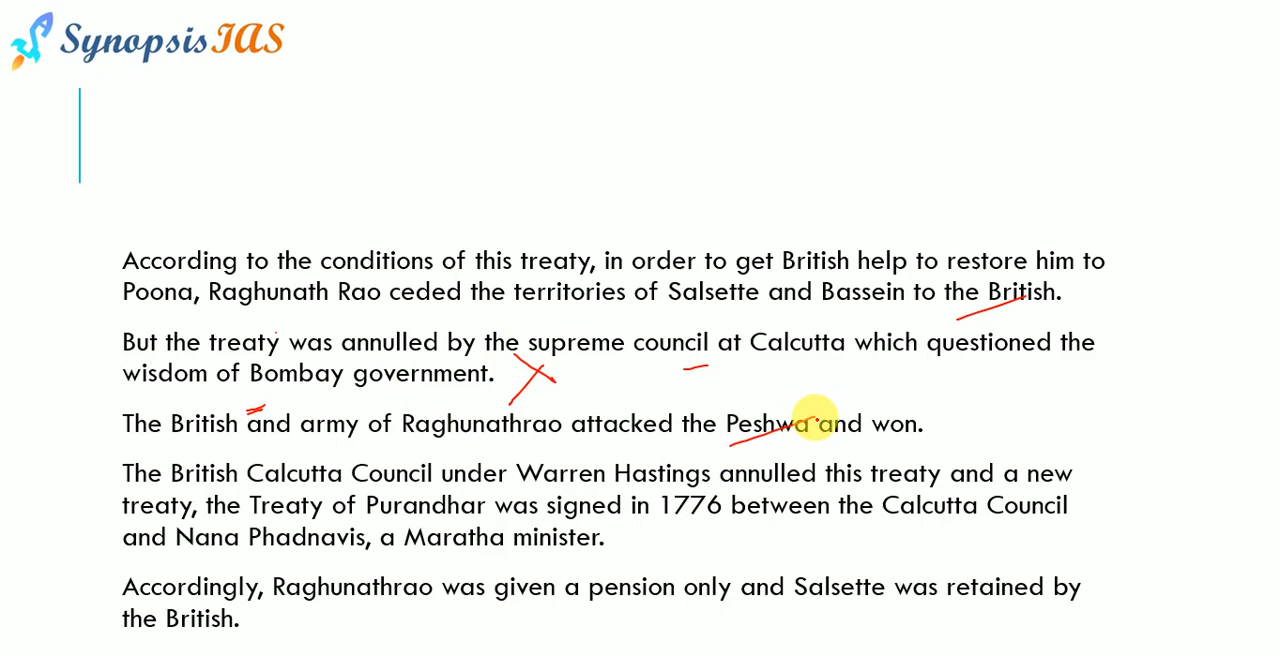 SynopsisIAS
According to the conditions of this treaty, in order to get British help to restore him to
Poona, Raghunath Rao ceded the territories of Salsette and Bassein to the British.
But the treaty was annulled by the supreme council at Calcutta which questioned the
wisdom of Bombay government.
The British and army of Raghunathrao attacked the Peshwa and won.
The British Calcutta Council under Warren Hastings annulled this treaty and a new
treaty, the Treaty of Purandhar was signed in 1776 between the Calcutta Council
and Nana Phadnavis, a Maratha minister.
Accordingly, Raghunathrao was given a pension only and Salsette was retained by
the British.